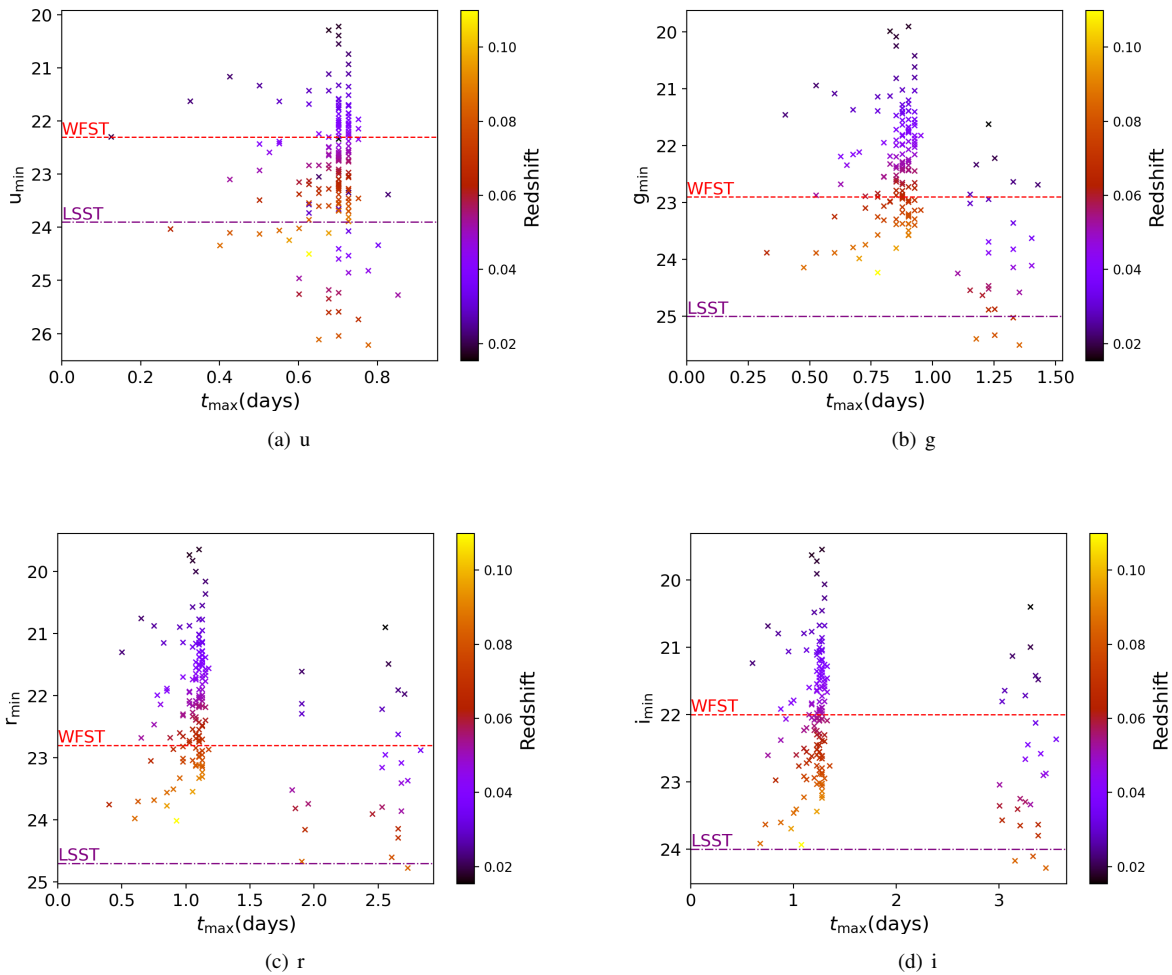 20
21
22
23
24
25
26
0.0 0.2 0.4 0.6 0.8
u_min
t_max(days)
WFST
LSST
0.10
0.08
0.06
0.04
0.02
Redshift
(a) u
20
21
22
23
24
25
0.00 0.25 0.50 0.75 1.00 1.25 1.50
g_min
t_max(days)
WFST
LSST
0.10
0.08
0.06
0.04
0.02
Redshift
(b) g
20
21
22
23
24
25
0.0 0.5 1.0 1.5 2.0 2.5
r_min
t_max(days)
WFST
LSST
0.10
0.08
0.06
0.04
0.02
Redshift
(c) r
20
21
22
23
24
0 1 2 3
i_min
t_max(days)
WFST
LSST
0.10
0.08
0.06
0.04
0.02
Redshift
(d) i